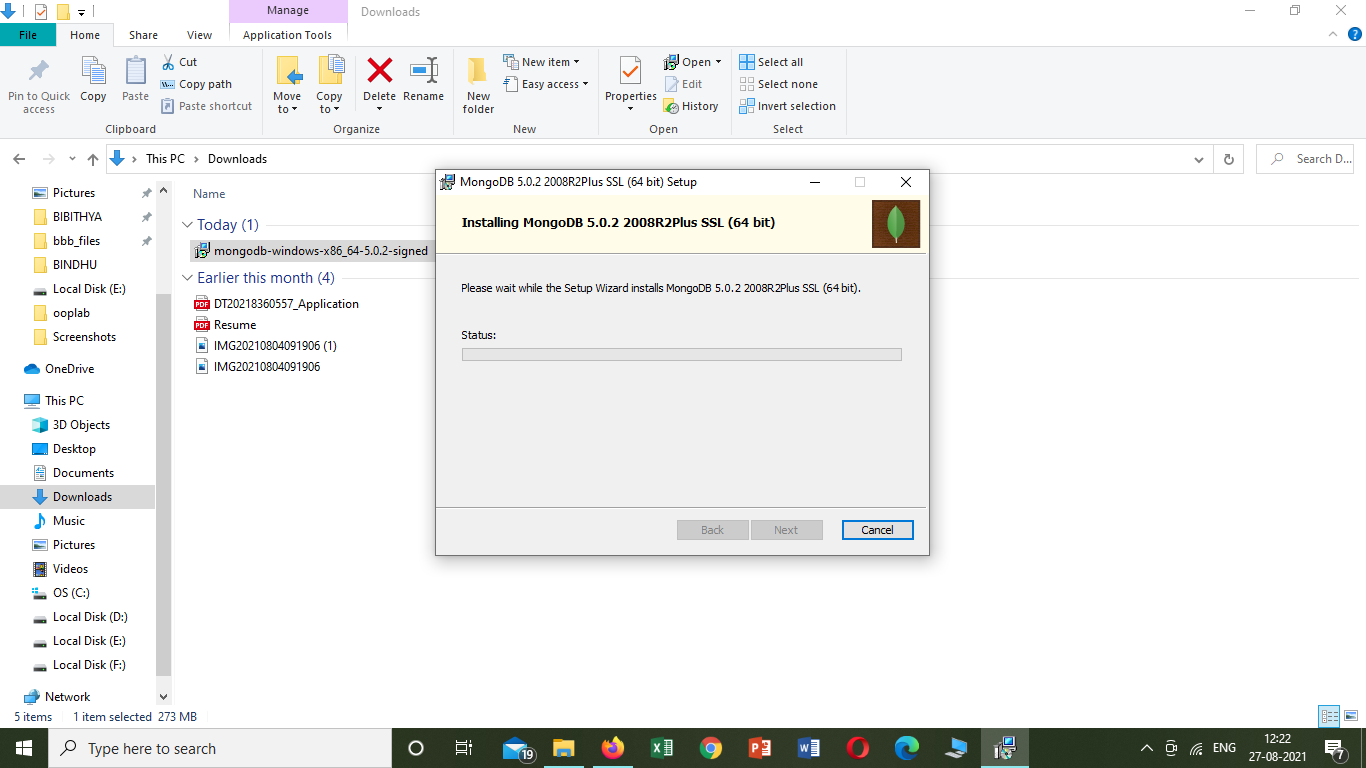 Manage
Downloads
File
Home
Share
View
Application Tools
Pin to Quick access
Copy
Paste
Cut
Copy path
Paste shortcut
Clipboard
Move to
Copy to
Delete
Rename
Organize
New folder
New item
Easy access
New
Properties
Open
Edit
History
Open
Select all
Select none
Invert selection
Select
This PC
Downloads
Search D...
Pictures
BIBITHYA
bbb_files
BINDHU
Local Disk (E:)
ooplab
Screenshots
OneDrive
This PC
3D Objects
Desktop
Documents
Downloads
Music
Pictures
Videos
OS (C:)
Local Disk (D:)
Local Disk (E:)
Local Disk (F:)
Network
Name
Today (1)
mongodb-windows-x86_64-5.0.2-signed
Earlier this month (4)
DT20218360557_Application
Resume
IMG20210804091906 (1)
IMG20210804091906
MongoDB 5.0.2 2008R2Plus SSL (64 bit) Setup
Installing MongoDB 5.0.2 2008R2Plus SSL (64 bit)
Please wait while the Setup Wizard installs MongoDB 5.0.2 2008R2Plus SSL (64 bit).
Status:
Back
Next
Cancel
5 items
1 item selected 273 MB
Type here to search
19
ENG
12:22
27-08-2021
7